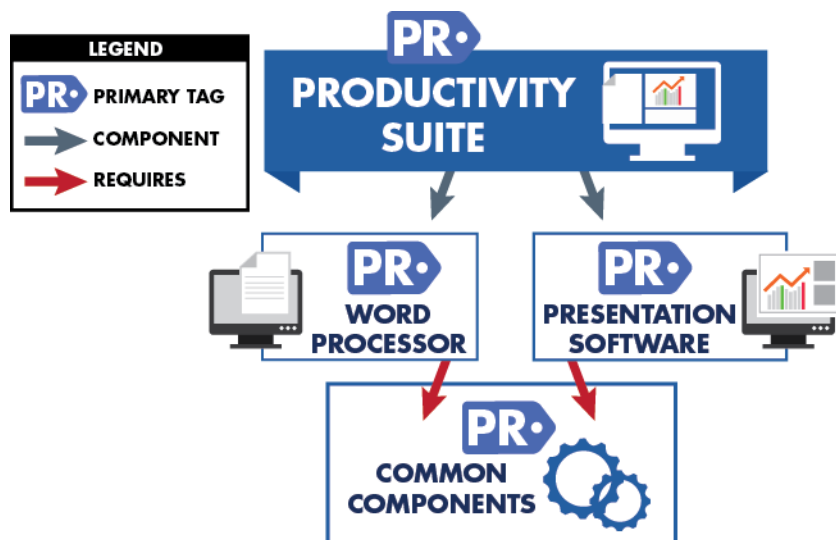 LEGEND
PR
PRIMARY TAG
COMPONENT
REQUIRES
PR
PRODUCTIVITY
SUITE
PR
WORD
PROCESSOR
PR
PRESENTATION
SOFTWARE
PR
COMMON
COMPONENTS